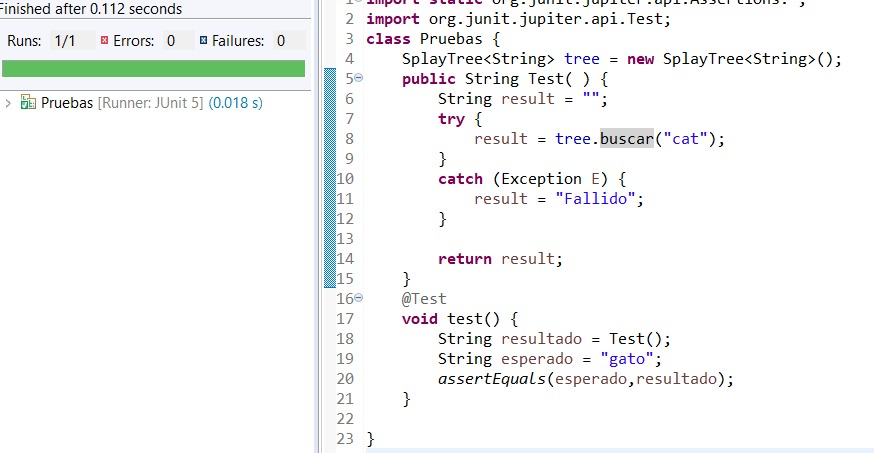 Finished after 0.112 seconds
Runs: 1/1 Errors: 0 Failures: 0
Pruebas [Runner: JUnit 5] (0.018 s)
1 import static org.junit.jupiter.api.Assertions.*;
2 import org.junit.jupiter.api.Test;
3 class Pruebas {
4 SplayTree<String> tree = new SplayTree<String>();
5 public String Test( ) {
6 String result = "";
7 try {
8 result = tree.buscar("cat");
9 }
10 catch (Exception E) {
11 result = "Fallido";
12 }
13
14 return result;
15 }
16 @Test
17 void test() {
18 String resultado = Test();
19 String esperado = "gato";
20 assertEquals(esperado,resultado);
21 }
22
23 }